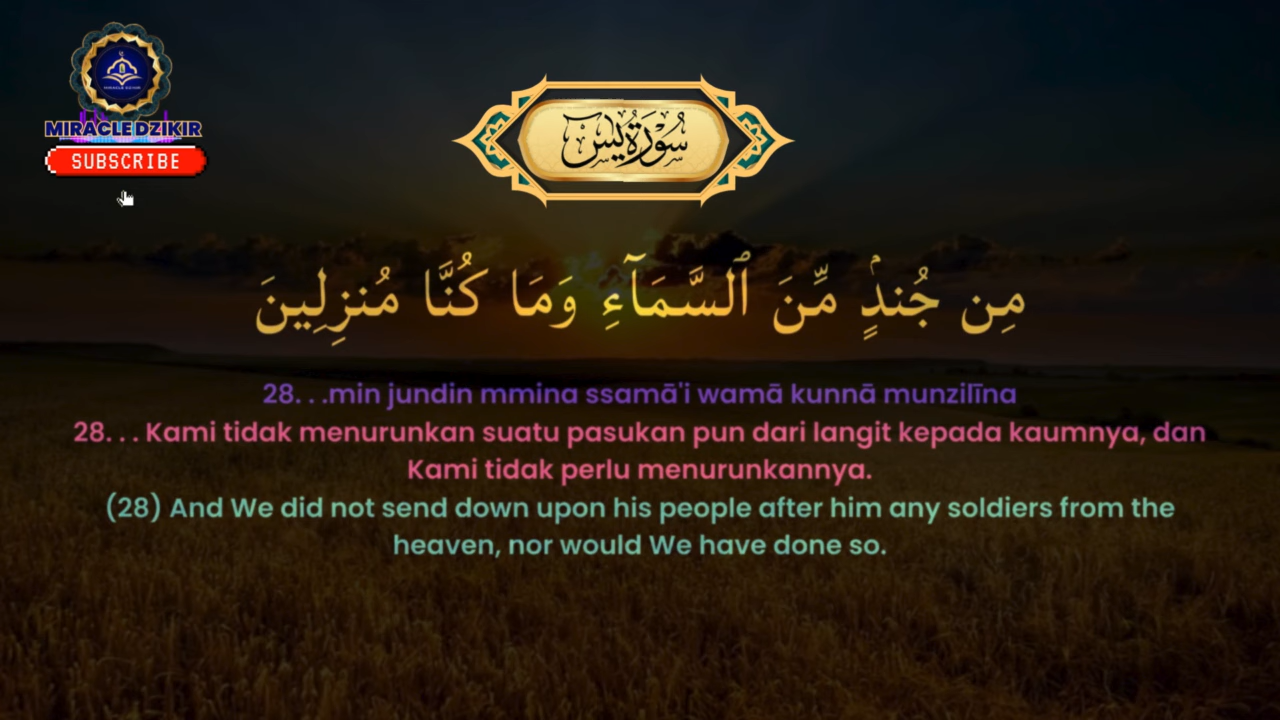 MIRACLE DZIKIR
SUBSCRIBE
سُورَةُ يس
مِن جُندٍۢ مِّنَ ٱلسَّمَآءِ وَمَا كُنَّا مُنزِلِينَ
28. . .min jundin mmina ssamā'i wamā kunnā munzilīna
28. . . Kami tidak menurunkan suatu pasukan pun dari langit kepada kaumnya, dan
Kami tidak perlu menurunkannya.
(28) And We did not send down upon his people after him any soldiers from the
heaven, nor would We have done so.